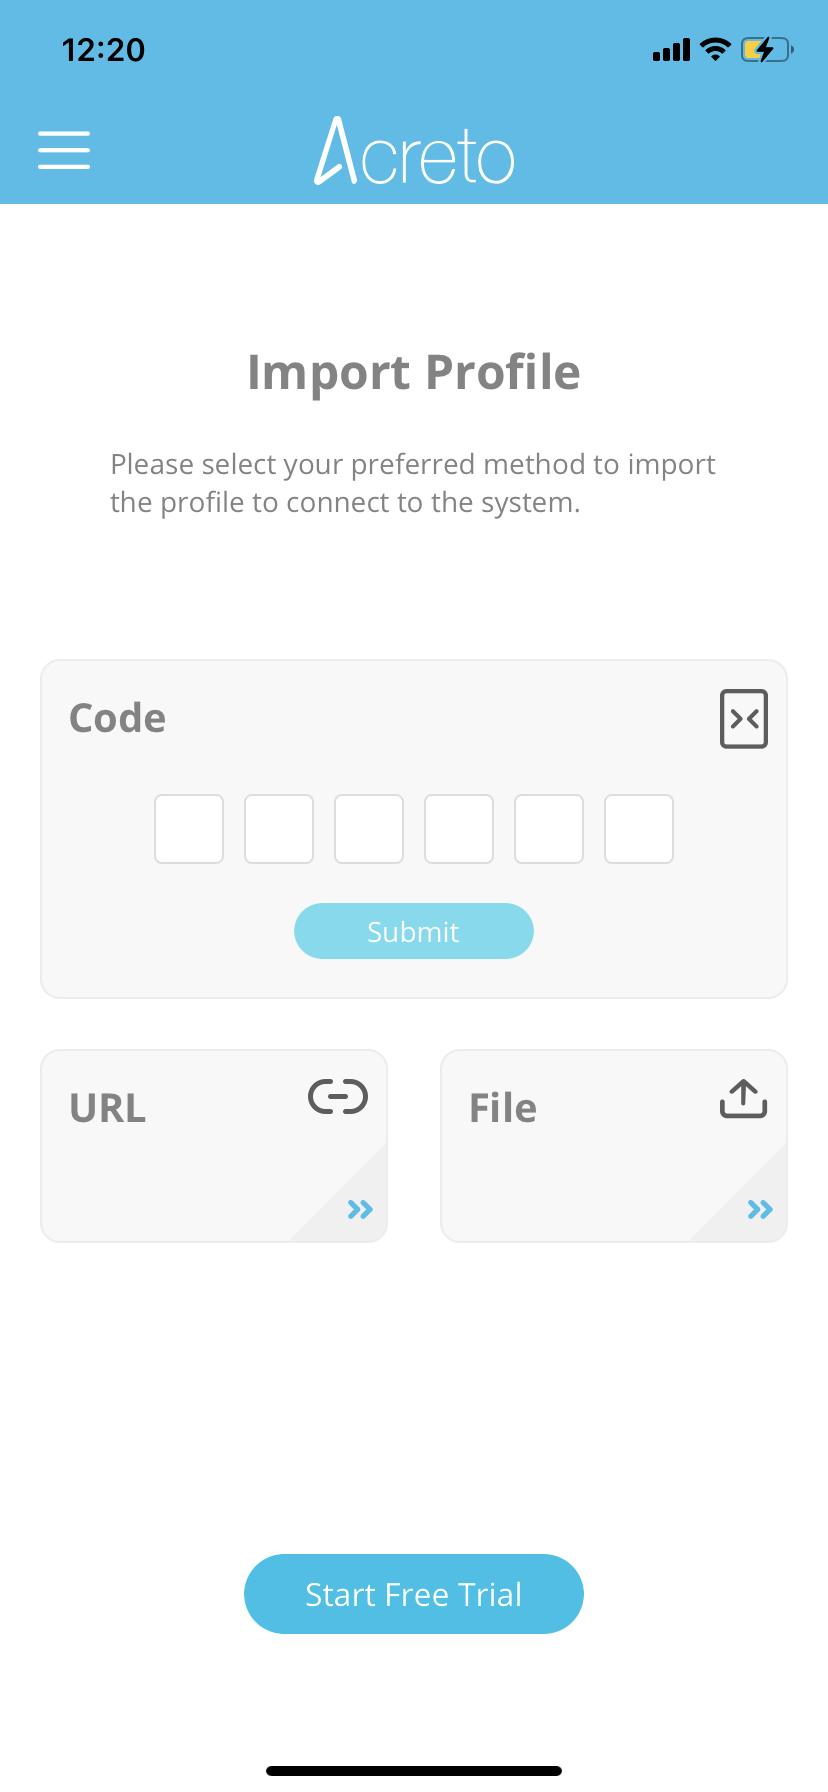 12:20
Acreto
Import Profile
Please select your preferred method to import
the profile to connect to the system.
Code
Submit
URL
File
Start Free Trial